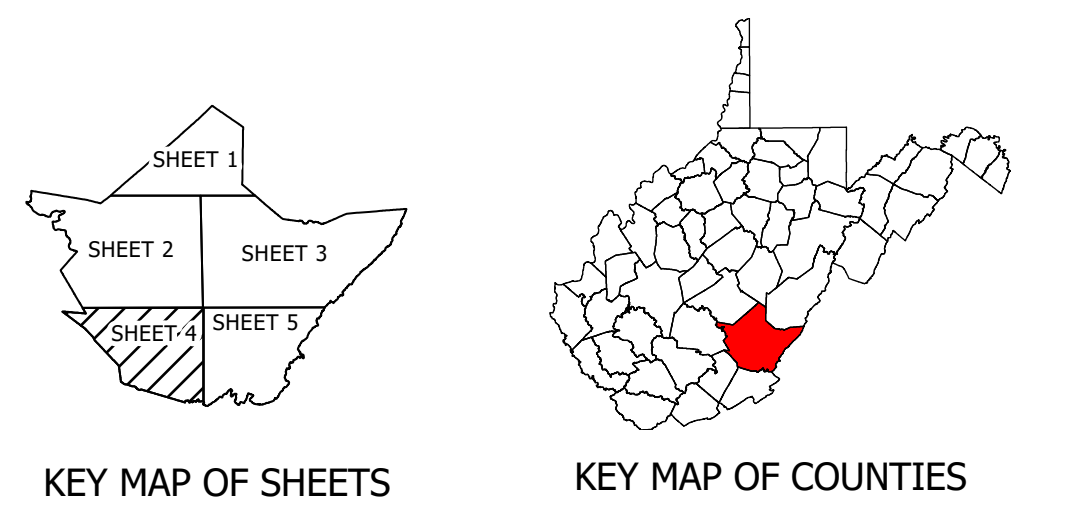 SHEET 1
SHEET 2
SHEET 3
SHEET 4
SHEET 5
KEY MAP OF SHEETS
KEY MAP OF COUNTIES